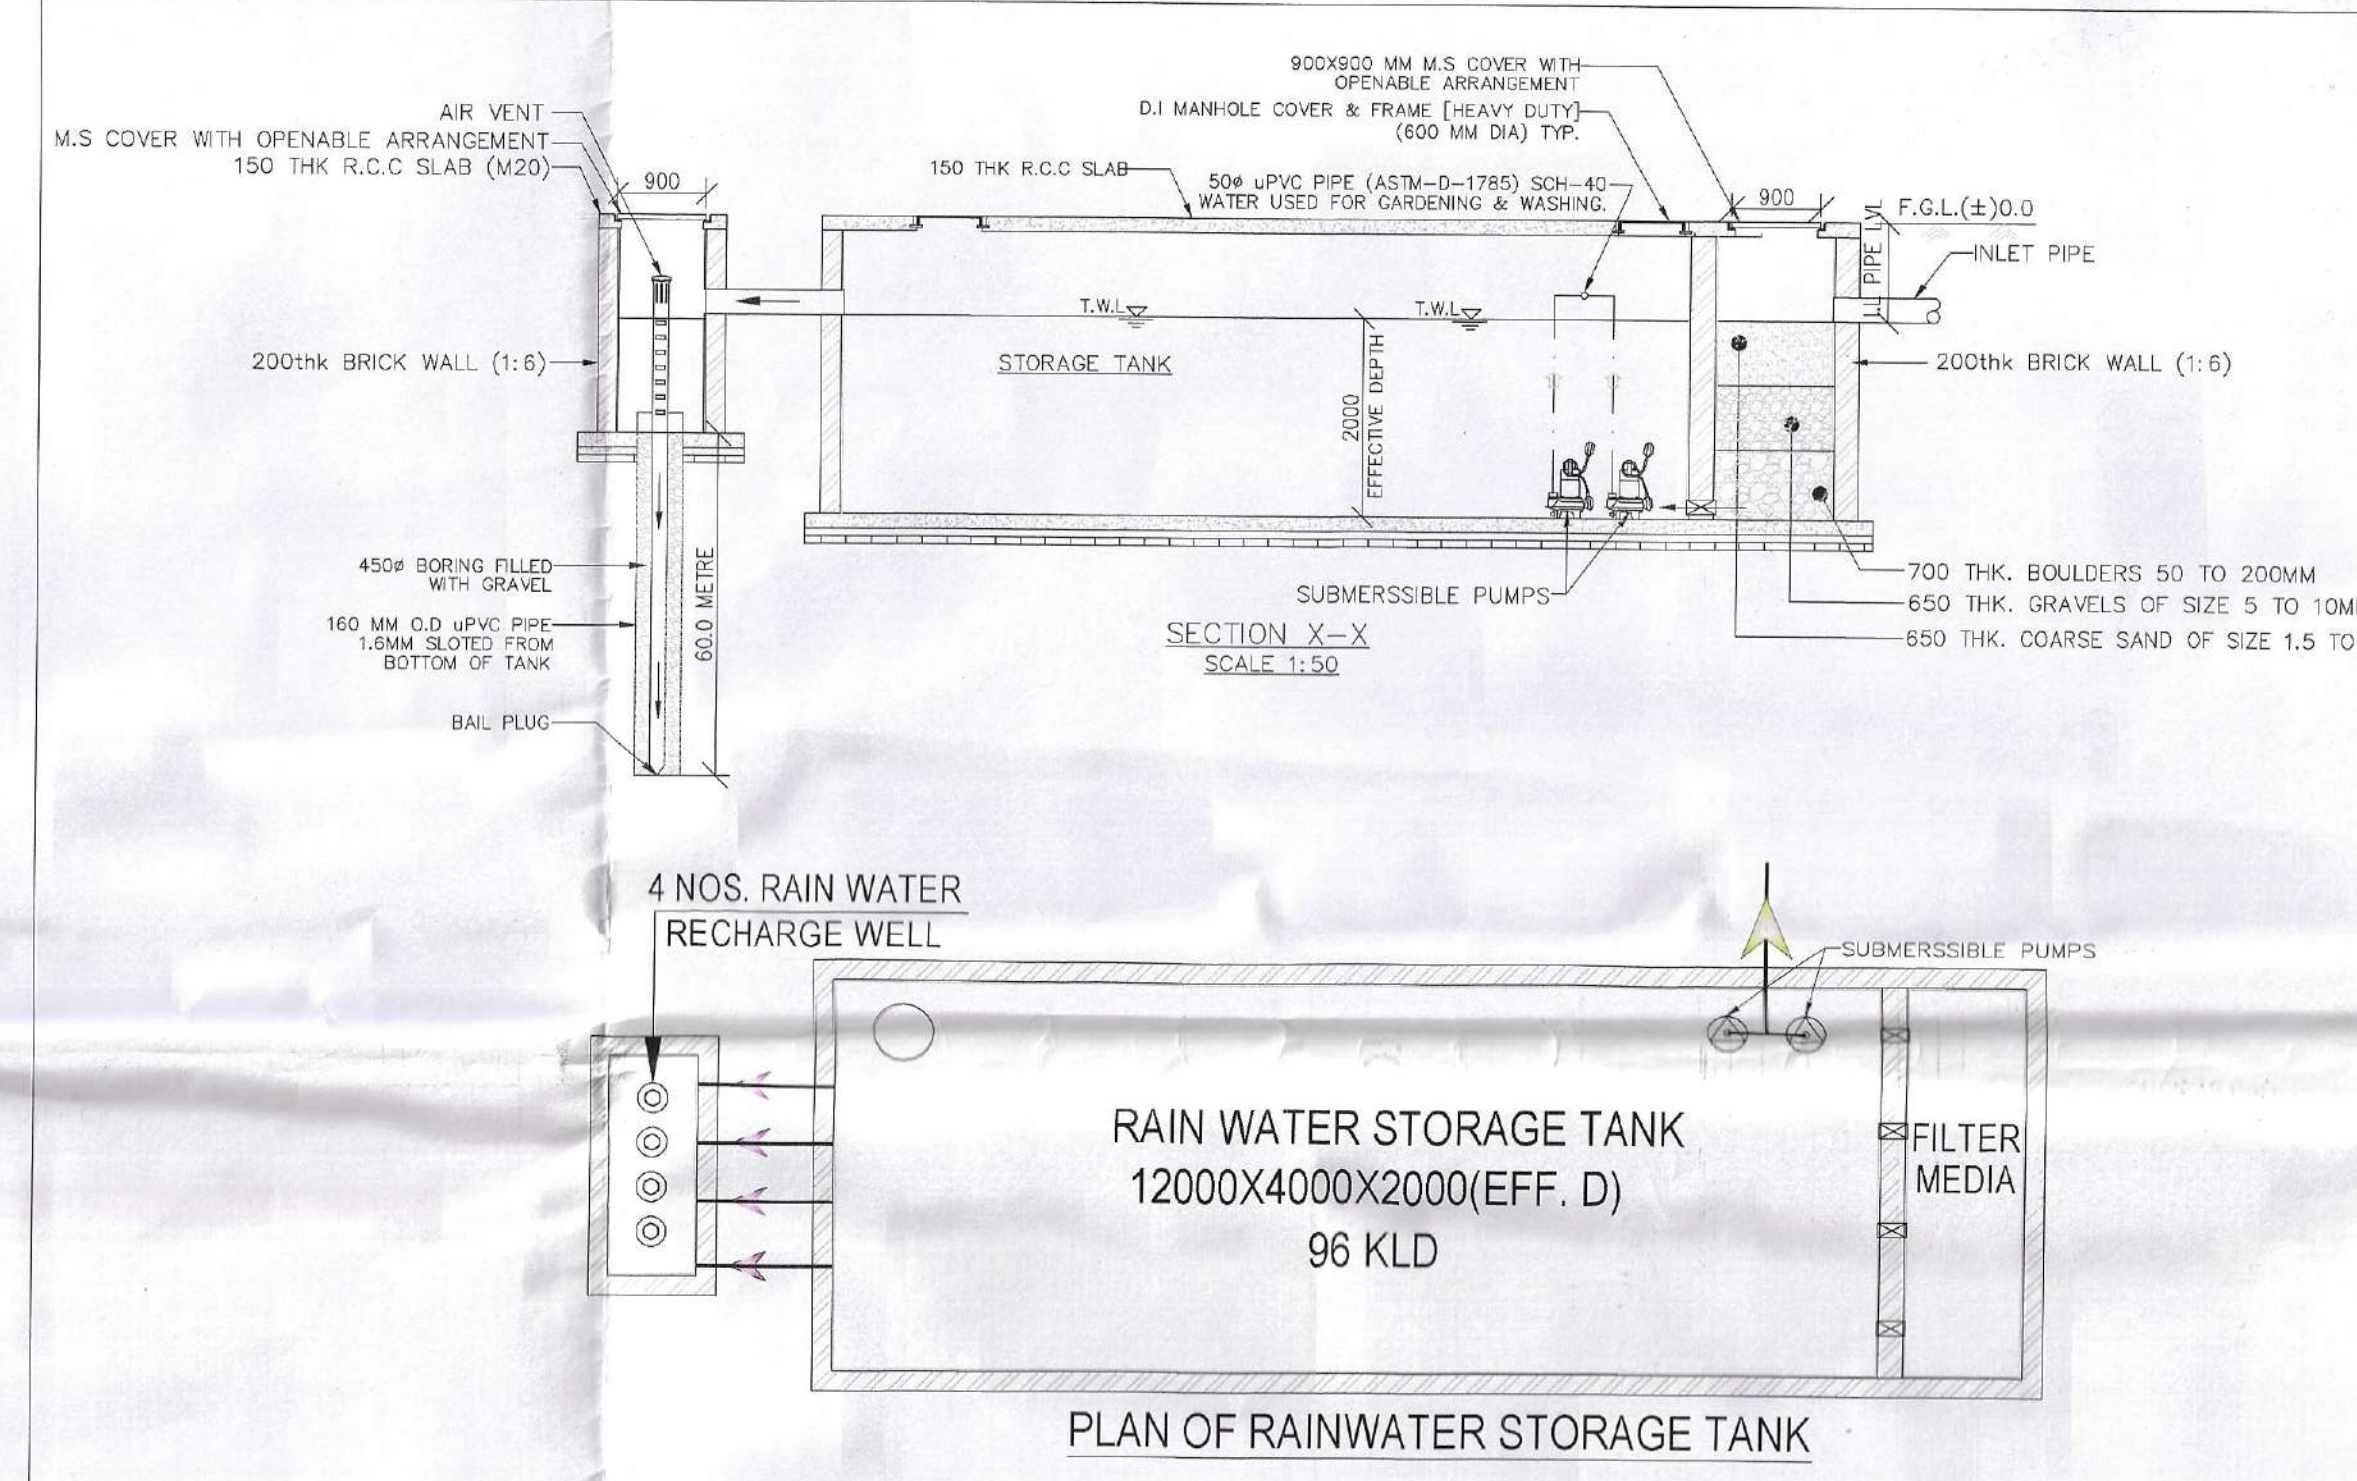 900X900 MM M.S COVER WITH
OPENABLE ARRANGEMENT
D.I MANHOLE COVER & FRAME [HEAVY DUTY]
(600 MM DIA) TYP.
AIR VENT
M.S COVER WITH OPENABLE ARRANGEMENT
150 THK R.C.C SLAB (M20)
900
150 THK R.C.C SLAB
50ø uPVC PIPE (ASTM-D-1785) SCH-40
WATER USED FOR GARDENING & WASHING.
900
F.G.L.(±)0.0
PIPE LVL
INLET PIPE
T.W.L
T.W.L
STORAGE TANK
2000
EFFECTIVE DEPTH
200thk BRICK WALL (1:6)
200thk BRICK WALL (1:6)
450ø BORING FILLED
WITH GRAVEL
160 MM O.D uPVC PIPE
1.6MM SLOTED FROM
BOTTOM OF TANK
60.0 METRE
BAIL PLUG
SUBMERSSIBLE PUMPS
700 THK. BOULDERS 50 TO 200MM
650 THK. GRAVELS OF SIZE 5 TO 10M
650 THK. COARSE SAND OF SIZE 1.5 TO
SECTION X-X
SCALE 1:50
4 NOS. RAIN WATER
RECHARGE WELL
SUBMERSSIBLE PUMPS
RAIN WATER STORAGE TANK
12000X4000X2000(EFF. D)
96 KLD
FILTER
MEDIA
PLAN OF RAINWATER STORAGE TANK